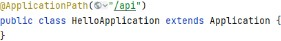 @ApplicationPath("/api")
public class HelloApplication extends Application {
}